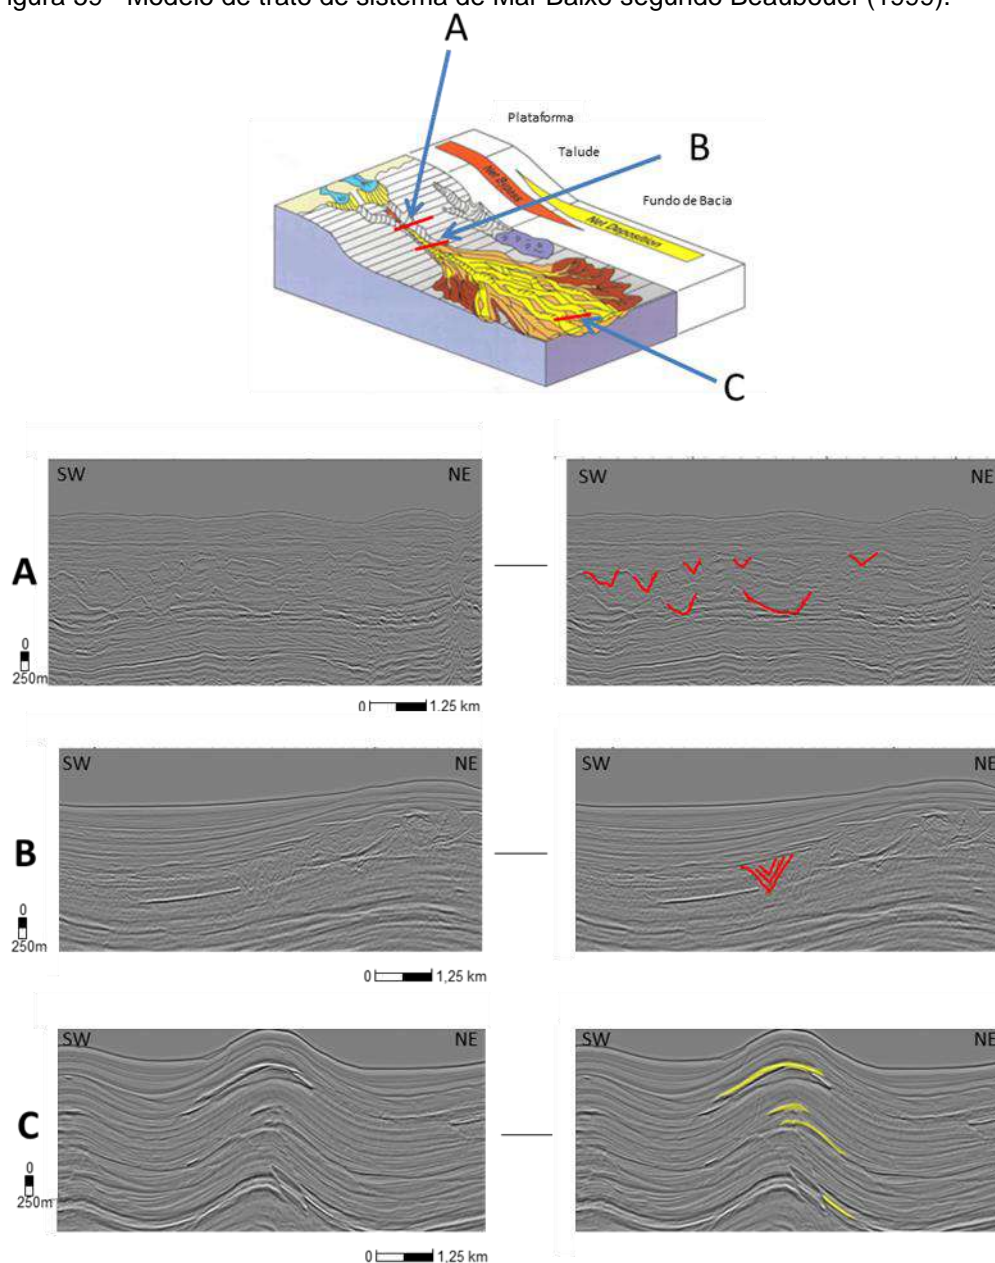 igura 39 - Modelo de trato de sistema de Mar Baixo segundo Beaubouef (1999).
A
Plataforma
B
Talude
Net Bypass
Fundo de Bacia
Net Deposition
C
SW NE
SW NE
A
0
250m
0 1,25 km
SW NE
SW NE
B
0
250m
0 1,25 km
SW NE
SW NE
C
0
250m
0 1,25 km